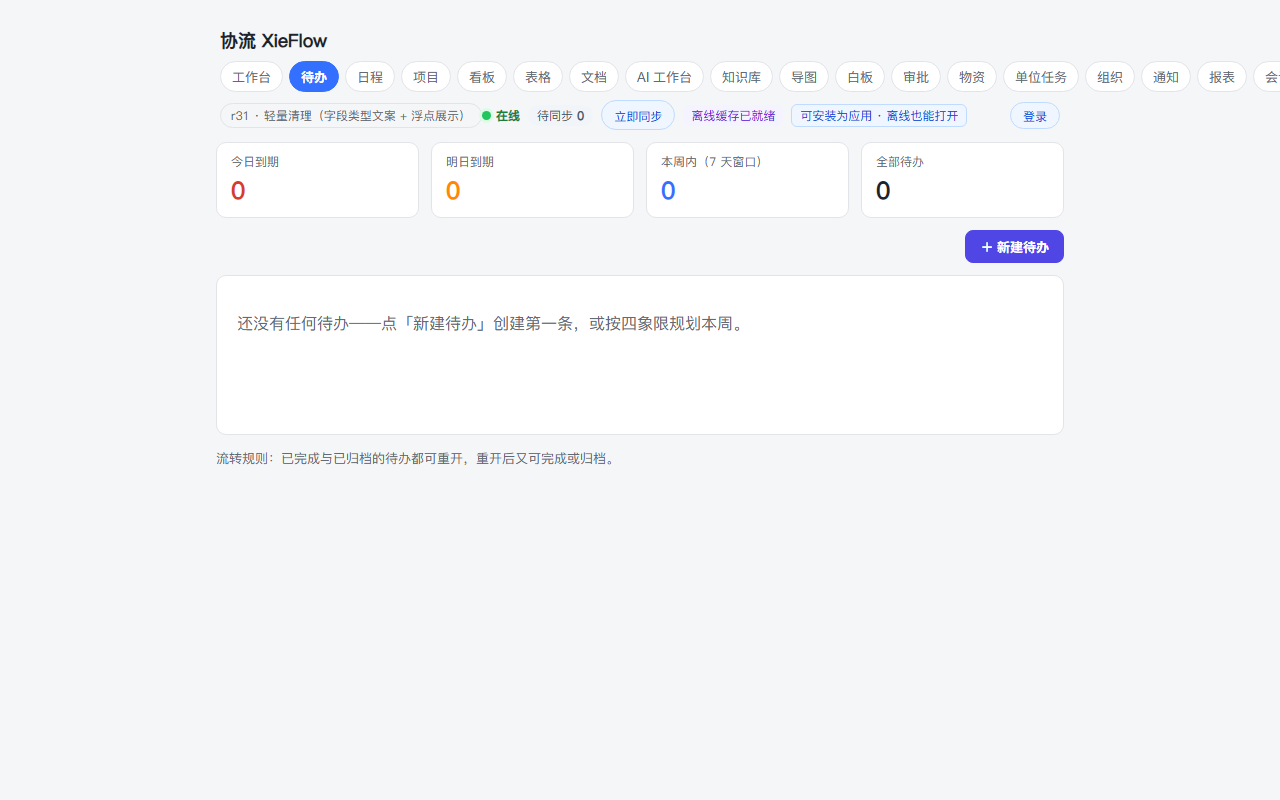 协流 XieFlow
工作台 待办 日程 项目 看板 表格 文档 AI 工作台 知识库 导图 白板 审批 物资 单位任务 组织 通知 报表
r31 · 轻量清理（字段类型文案 + 浮点展示） 在线 待同步 0 立即同步 离线缓存已就绪 可安装为应用 · 离线也能打开 登录
今日到期 明日到期 本周内（7 天窗口） 全部待办
0 0 0 0
＋ 新建待办
还没有任何待办——点「新建待办」创建第一条，或按四象限规划本周。
流转规则：已完成与已归档的待办都可重开，重开后又可完成或归档。